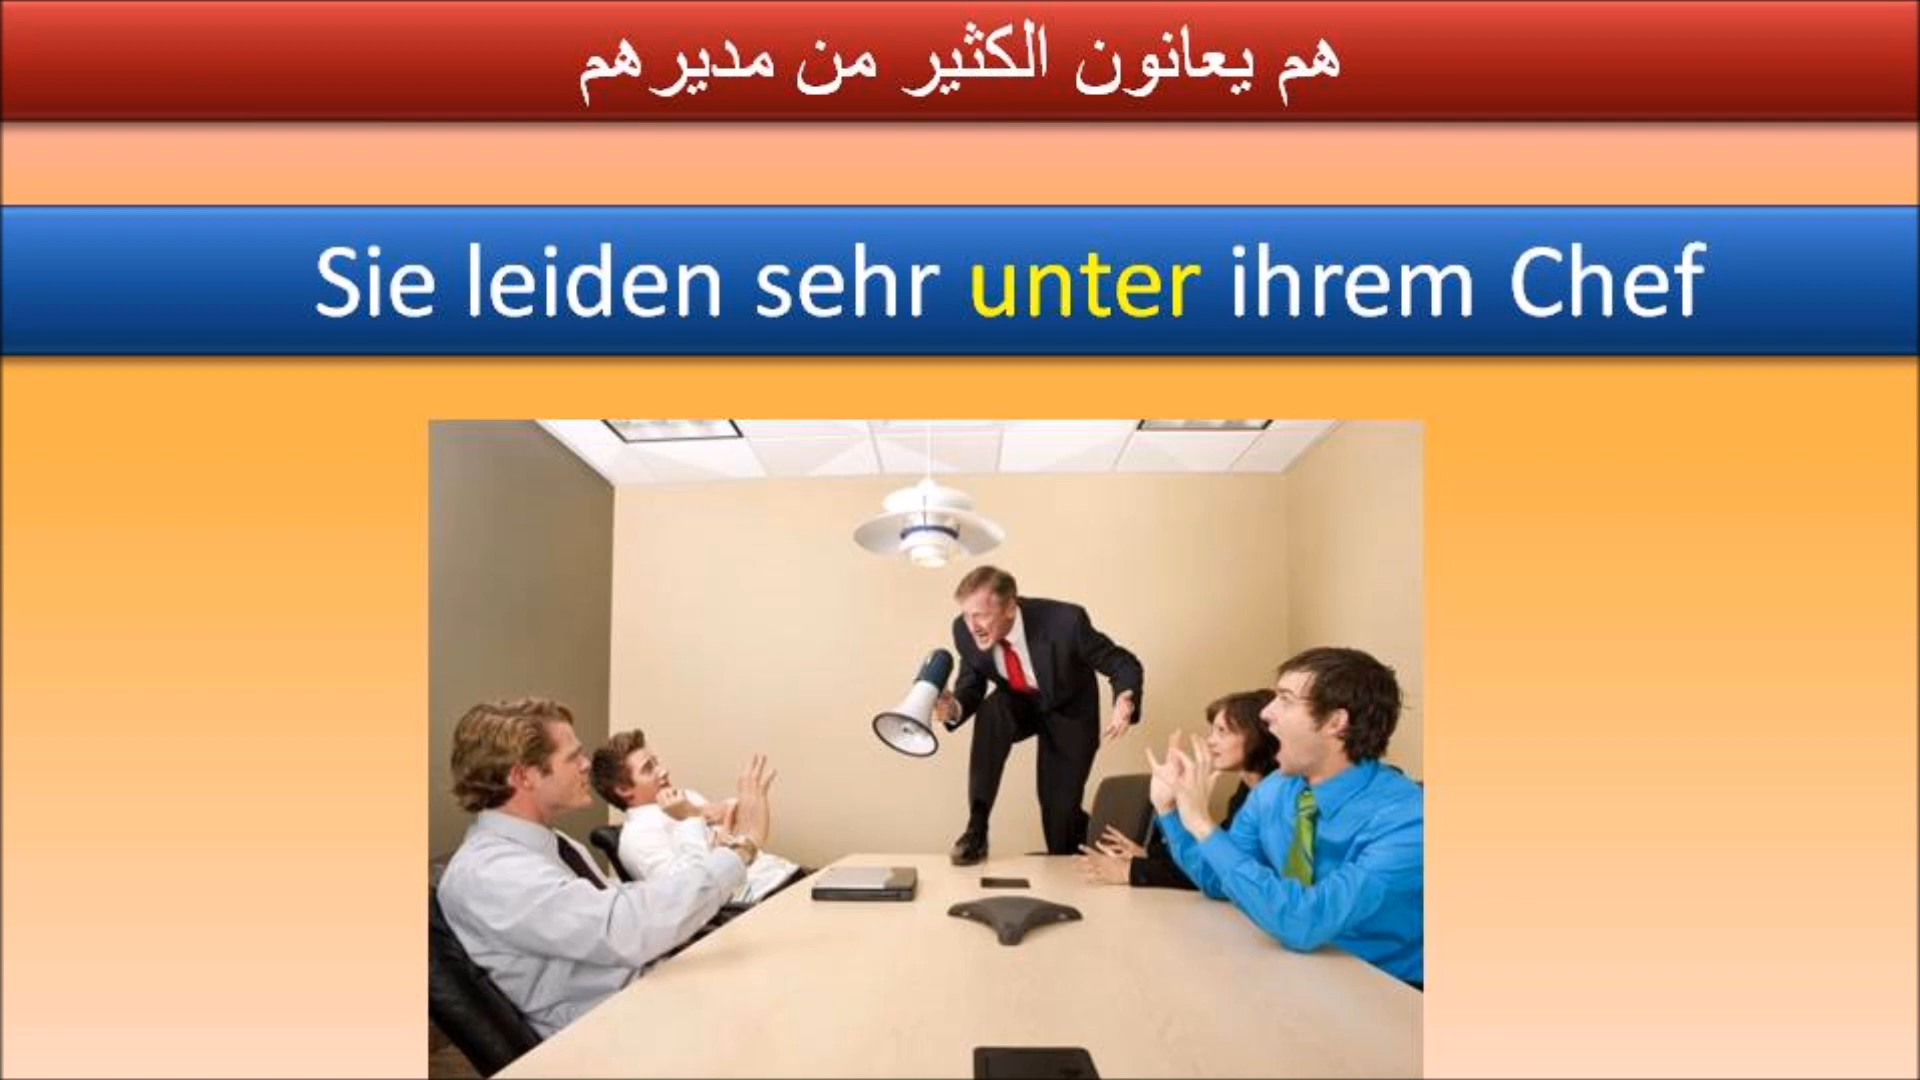 هم يعانون الكثير من مديرهم
Sie leiden sehr unter ihrem Chef